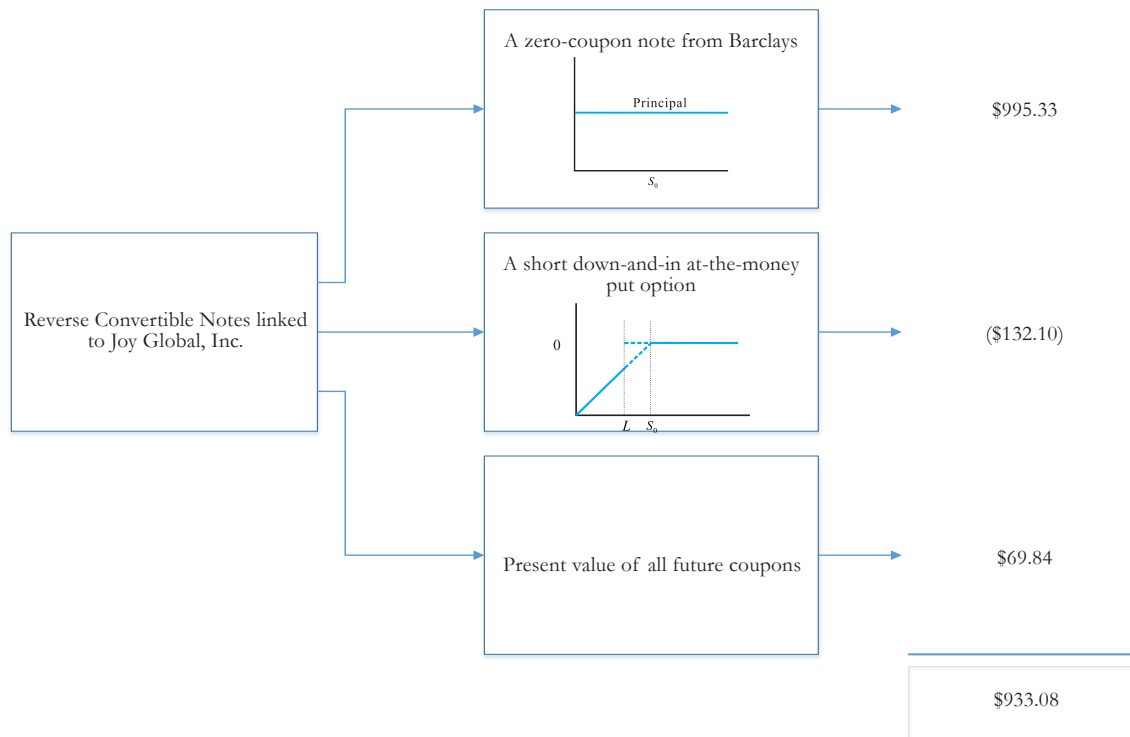 A zero-coupon note from Barclays
Principal
S₀
$995.33
Reverse Convertible Notes linked
to Joy Global, Inc.
A short down-and-in at-the-money
put option
0
L S₀
($132.10)
Present value of all future coupons
$69.84
$933.08